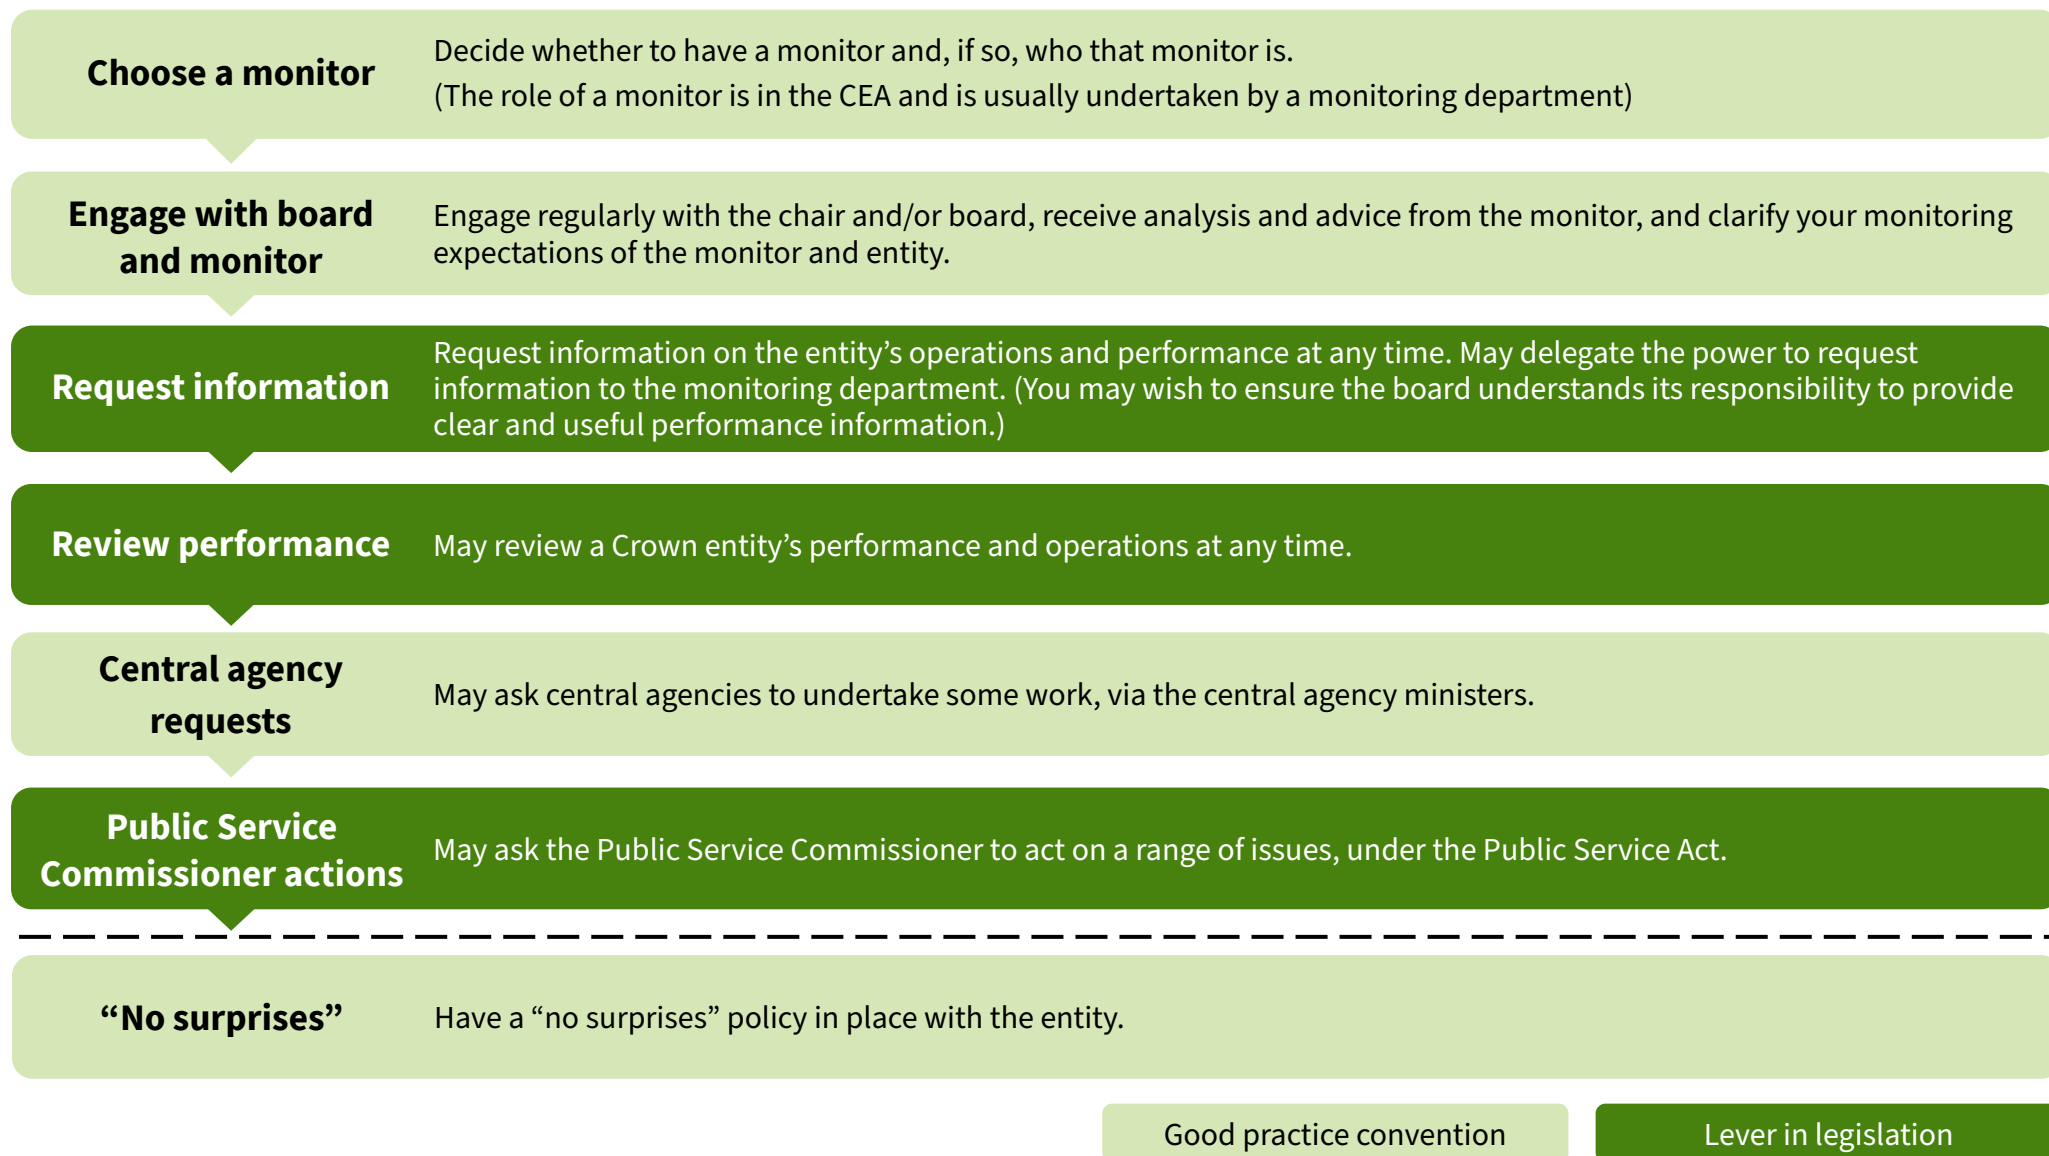 Choose a monitor
Decide whether to have a monitor and, if so, who that monitor is.
(The role of a monitor is in the CEA and is usually undertaken by a monitoring department)
Engage with board
and monitor
Engage regularly with the chair and/or board, receive analysis and advice from the monitor, and clarify your monitoring
expectations of the monitor and entity.
Request information
Request information on the entity’s operations and performance at any time. May delegate the power to request
information to the monitoring department. (You may wish to ensure the board understands its responsibility to provide
clear and useful performance information.)
Review performance
May review a Crown entity’s performance and operations at any time.
Central agency
requests
May ask central agencies to undertake some work, via the central agency ministers.
Public Service
Commissioner actions
May ask the Public Service Commissioner to act on a range of issues, under the Public Service Act.
“No surprises”
Have a “no surprises” policy in place with the entity.
Good practice convention
Lever in legislation